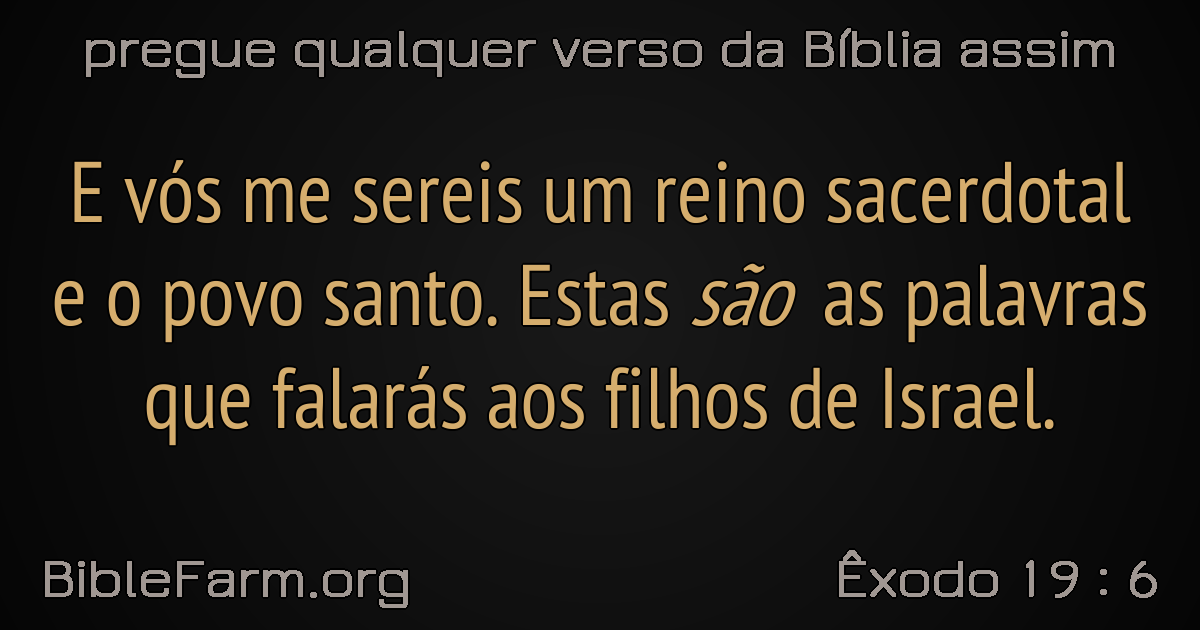 pregue qualquer verso da Bíblia assim
E vós me sereis um reino sacerdotal
e o povo santo. Estas são as palavras
que falarás aos filhos de Israel.
BibleFarm.org
Êxodo 19 : 6